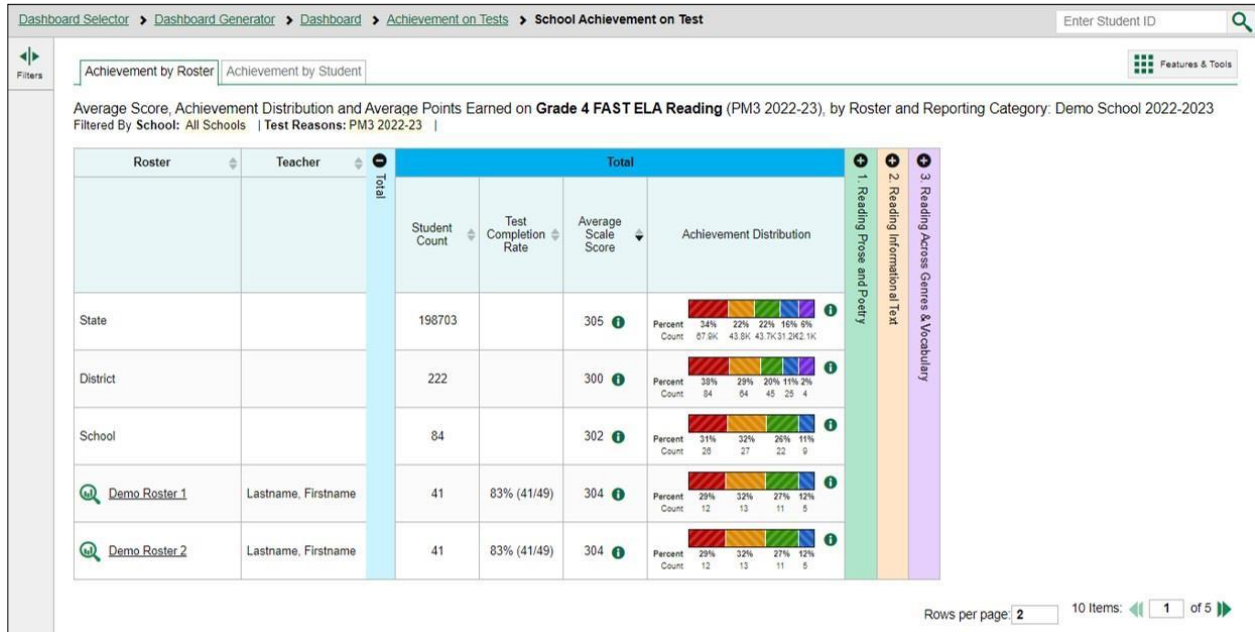 Dashboard Selector > Dashboard Generator > Dashboard > Achievement on Tests > School Achievement on Test
Enter Student ID
Filters
Achievement by Roster
Achievement by Student
Features & Tools
Average Score, Achievement Distribution and Average Points Earned on Grade 4 FAST ELA Reading (PM3 2022-23), by Roster and Reporting Category: Demo School 2022-2023
Filtered By School: All Schools | Test Reasons: PM3 2022-23 |
Roster
Teacher
Total
Total
Student Count
Test Completion Rate
Average Scale Score
Achievement Distribution
1. Reading Prose and Poetry
2. Reading Informational Text
3. Reading Across Genres & Vocabulary
State
198703
305
Percent 34% 22% 22% 16% 6%
Count 67.9K 43.8K 43.7K 31.2K 12.1K
District
222
300
Percent 38% 29% 20% 11% 2%
Count 84 64 45 25 4
School
84
302
Percent 31% 32% 26% 11%
Count 26 27 22 9
Demo Roster 1
Lastname, Firstname
41
83% (41/49)
304
Percent 29% 32% 27% 12%
Count 12 13 11 5
Demo Roster 2
Lastname, Firstname
41
83% (41/49)
304
Percent 29% 32% 27% 12%
Count 12 13 11 5
Rows per page: 2
10 Items: 1 of 5